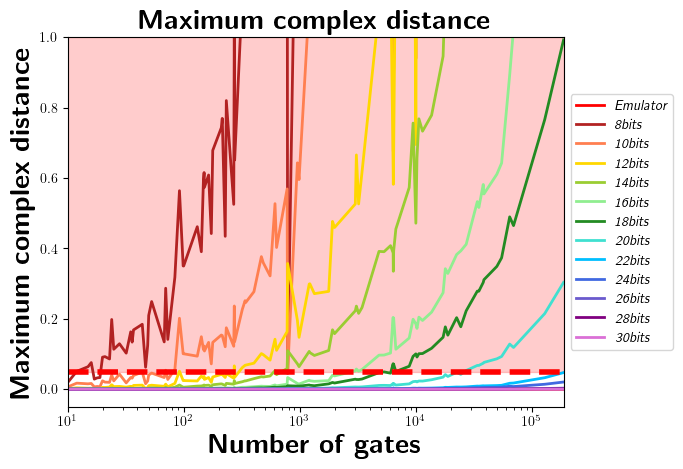 Maximum complex distance
Maximum complex distance
1.0
0.8
0.6
0.4
0.2
0.0
10^1
10^2
10^3
10^4
10^5
Number of gates
Emulator
8bits
10bits
12bits
14bits
16bits
18bits
20bits
22bits
24bits
26bits
28bits
30bits